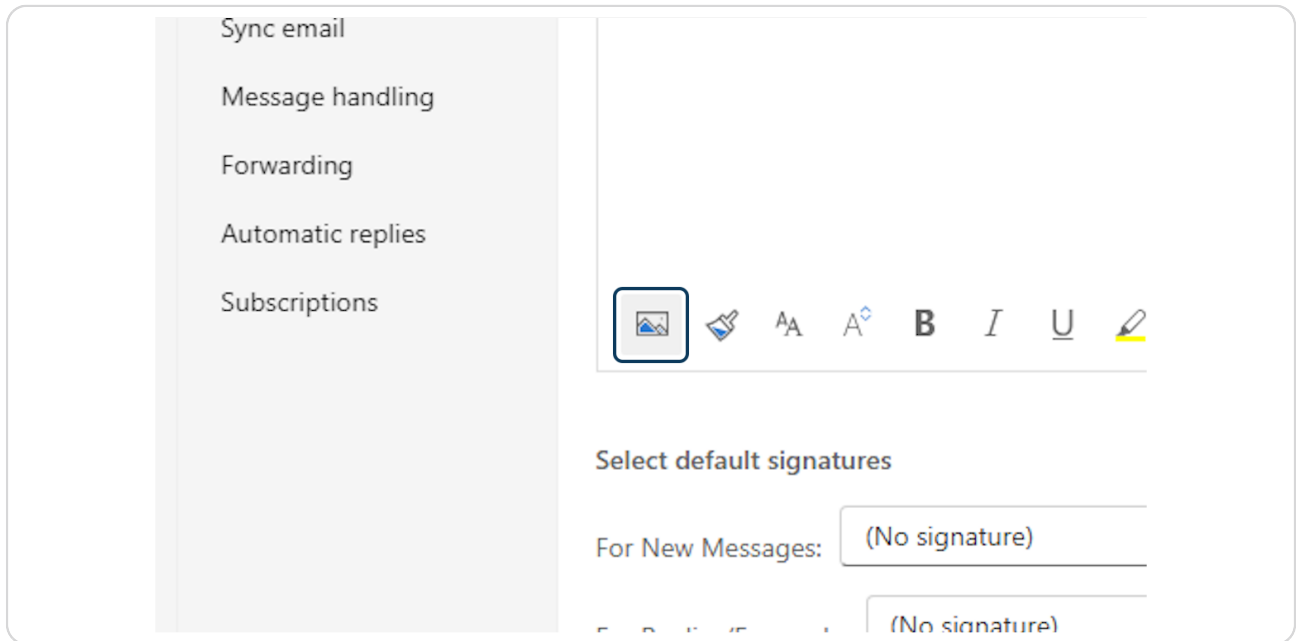 Sync email
Message handling
Forwarding
Automatic replies
Subscriptions
B I U
Select default signatures
For New Messages: (No signature)
(No signature)